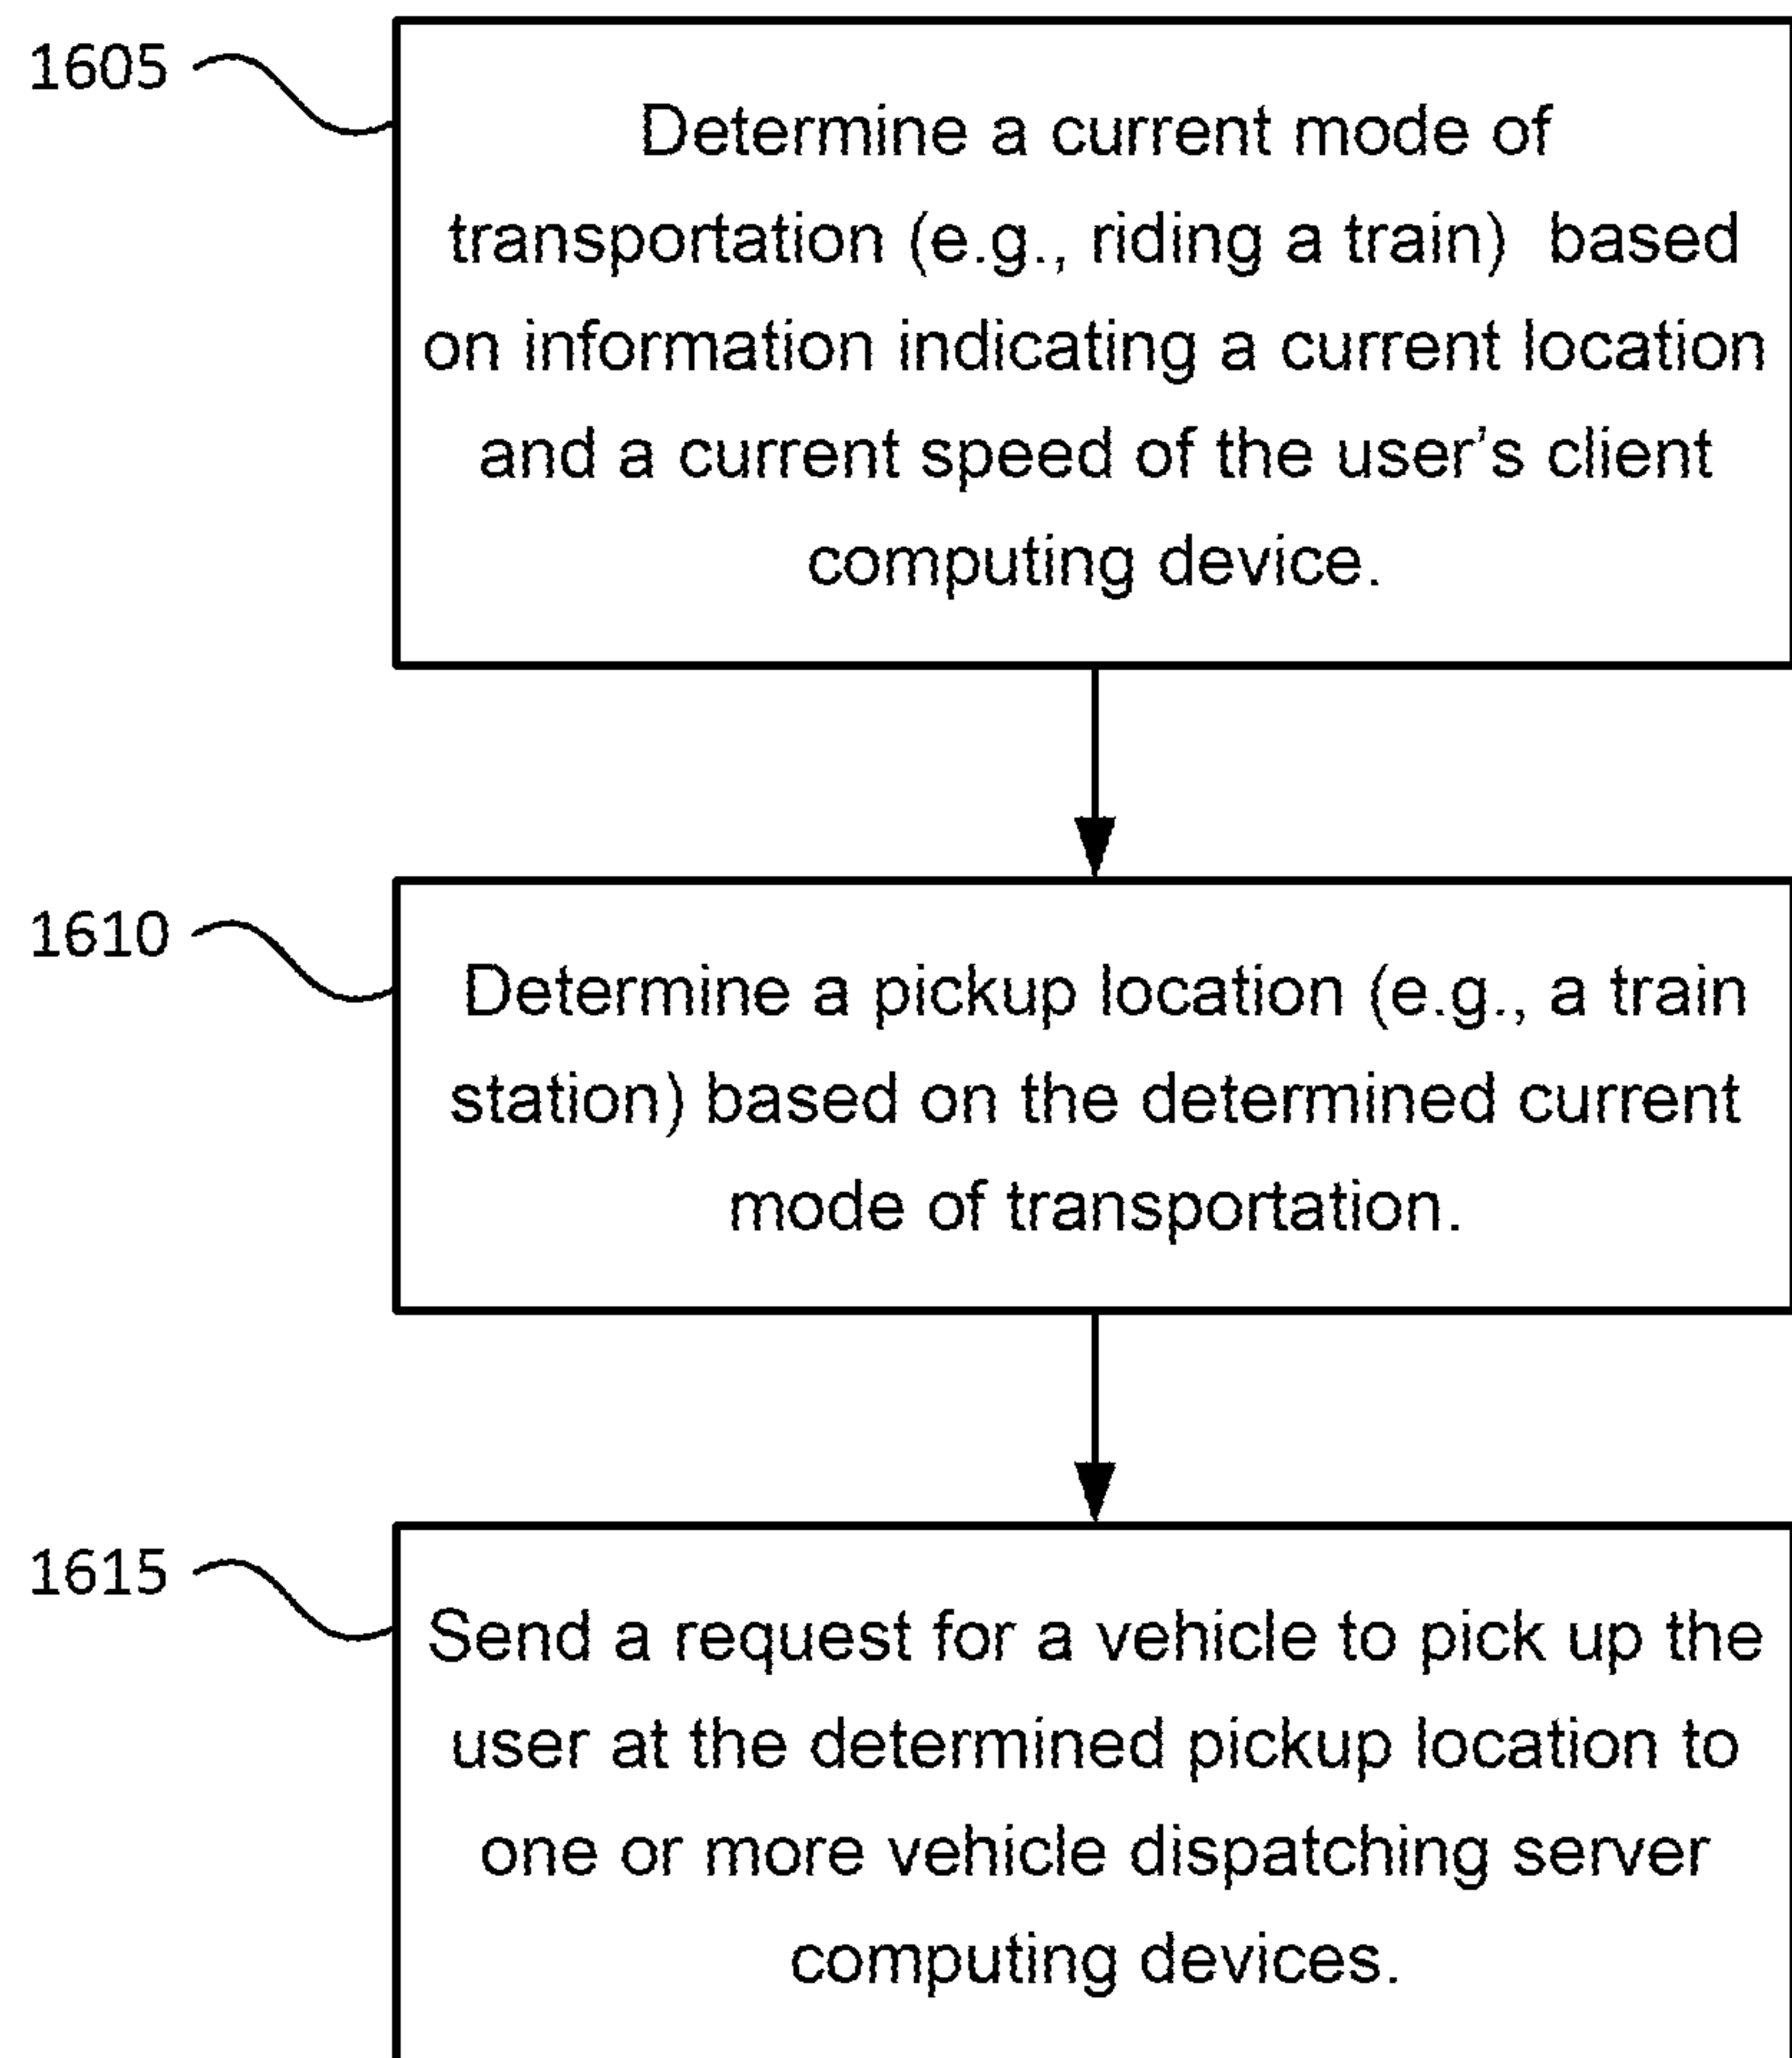 1605
Determine a current mode of
transportation (e.g., riding a train) based
on information indicating a current location
and a current speed of the user's client
computing device.
1610
Determine a pickup location (e.g., a train
station) based on the determined current
mode of transportation.
1615
Send a request for a vehicle to pick up the
user at the determined pickup location to
one or more vehicle dispatching server
computing devices.